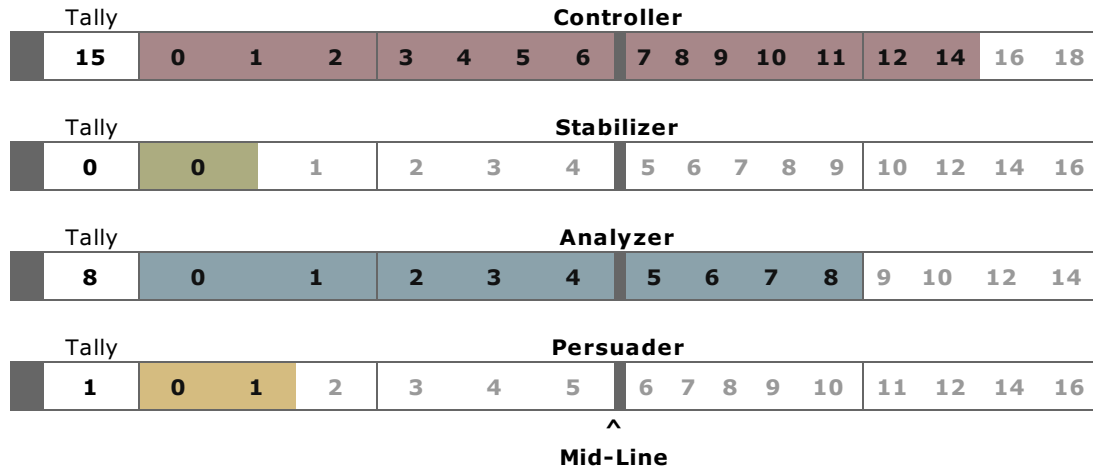 Tally Controller
15 0 1 2 3 4 5 6 7 8 9 10 11 12 14 16 18
Tally Stabilizer
0 0 1 2 3 4 5 6 7 8 9 10 12 14 16
Tally Analyzer
8 0 1 2 3 4 5 6 7 8 9 10 12 14
Tally Persuader
1 0 1 2 3 4 5 6 7 8 9 10 11 12 14 16
^
Mid-Line